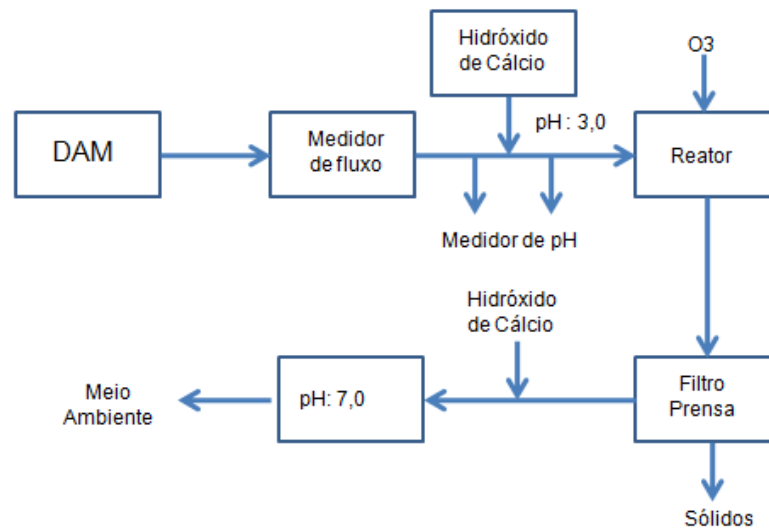 Hidróxido
de Cálcio
O3
DAM
Medidor
de fluxo
pH : 3,0
Reator
Medidor de pH
Hidróxido
de Cálcio
Meio
Ambiente
pH: 7,0
Filtro
Prensa
Sólidos